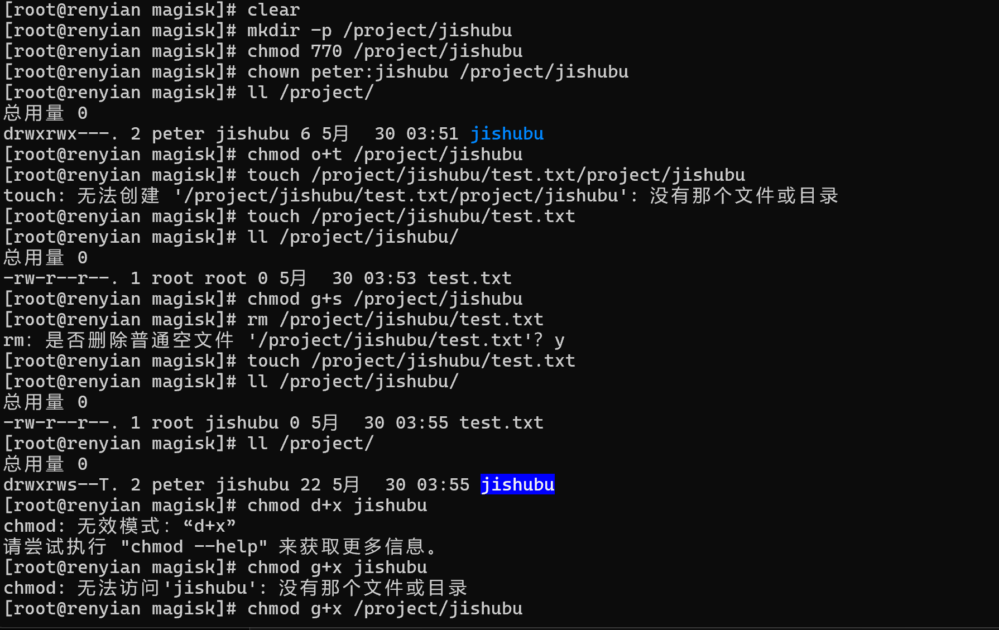 [root@renyian magisk]# clear
[root@renyian magisk]# mkdir -p /project/jishubu
[root@renyian magisk]# chmod 770 /project/jishubu
[root@renyian magisk]# chown peter:jishubu /project/jishubu
[root@renyian magisk]# ll /project/
总用量 0
drwxrwx---. 2 peter jishubu 6 5月  30 03:51 jishubu
[root@renyian magisk]# chmod o+t /project/jishubu
[root@renyian magisk]# touch /project/jishubu/test.txt/project/jishubu
touch: 无法创建 '/project/jishubu/test.txt/project/jishubu': 没有那个文件或目录
[root@renyian magisk]# touch /project/jishubu/test.txt
[root@renyian magisk]# ll /project/jishubu/
总用量 0
-rw-r--r--. 1 root root 0 5月  30 03:53 test.txt
[root@renyian magisk]# chmod g+s /project/jishubu
[root@renyian magisk]# rm /project/jishubu/test.txt
rm: 是否删除普通空文件 '/project/jishubu/test.txt'? y
[root@renyian magisk]# touch /project/jishubu/test.txt
[root@renyian magisk]# ll /project/jishubu/
总用量 0
-rw-r--r--. 1 root jishubu 0 5月  30 03:55 test.txt
[root@renyian magisk]# ll /project/
总用量 0
drwxrws--T. 2 peter jishubu 22 5月  30 03:55 jishubu
[root@renyian magisk]# chmod d+x jishubu
chmod: 无效模式: “d+x”
请尝试执行 "chmod --help" 来获取更多信息。
[root@renyian magisk]# chmod g+x jishubu
chmod: 无法访问'jishubu': 没有那个文件或目录
[root@renyian magisk]# chmod g+x /project/jishubu